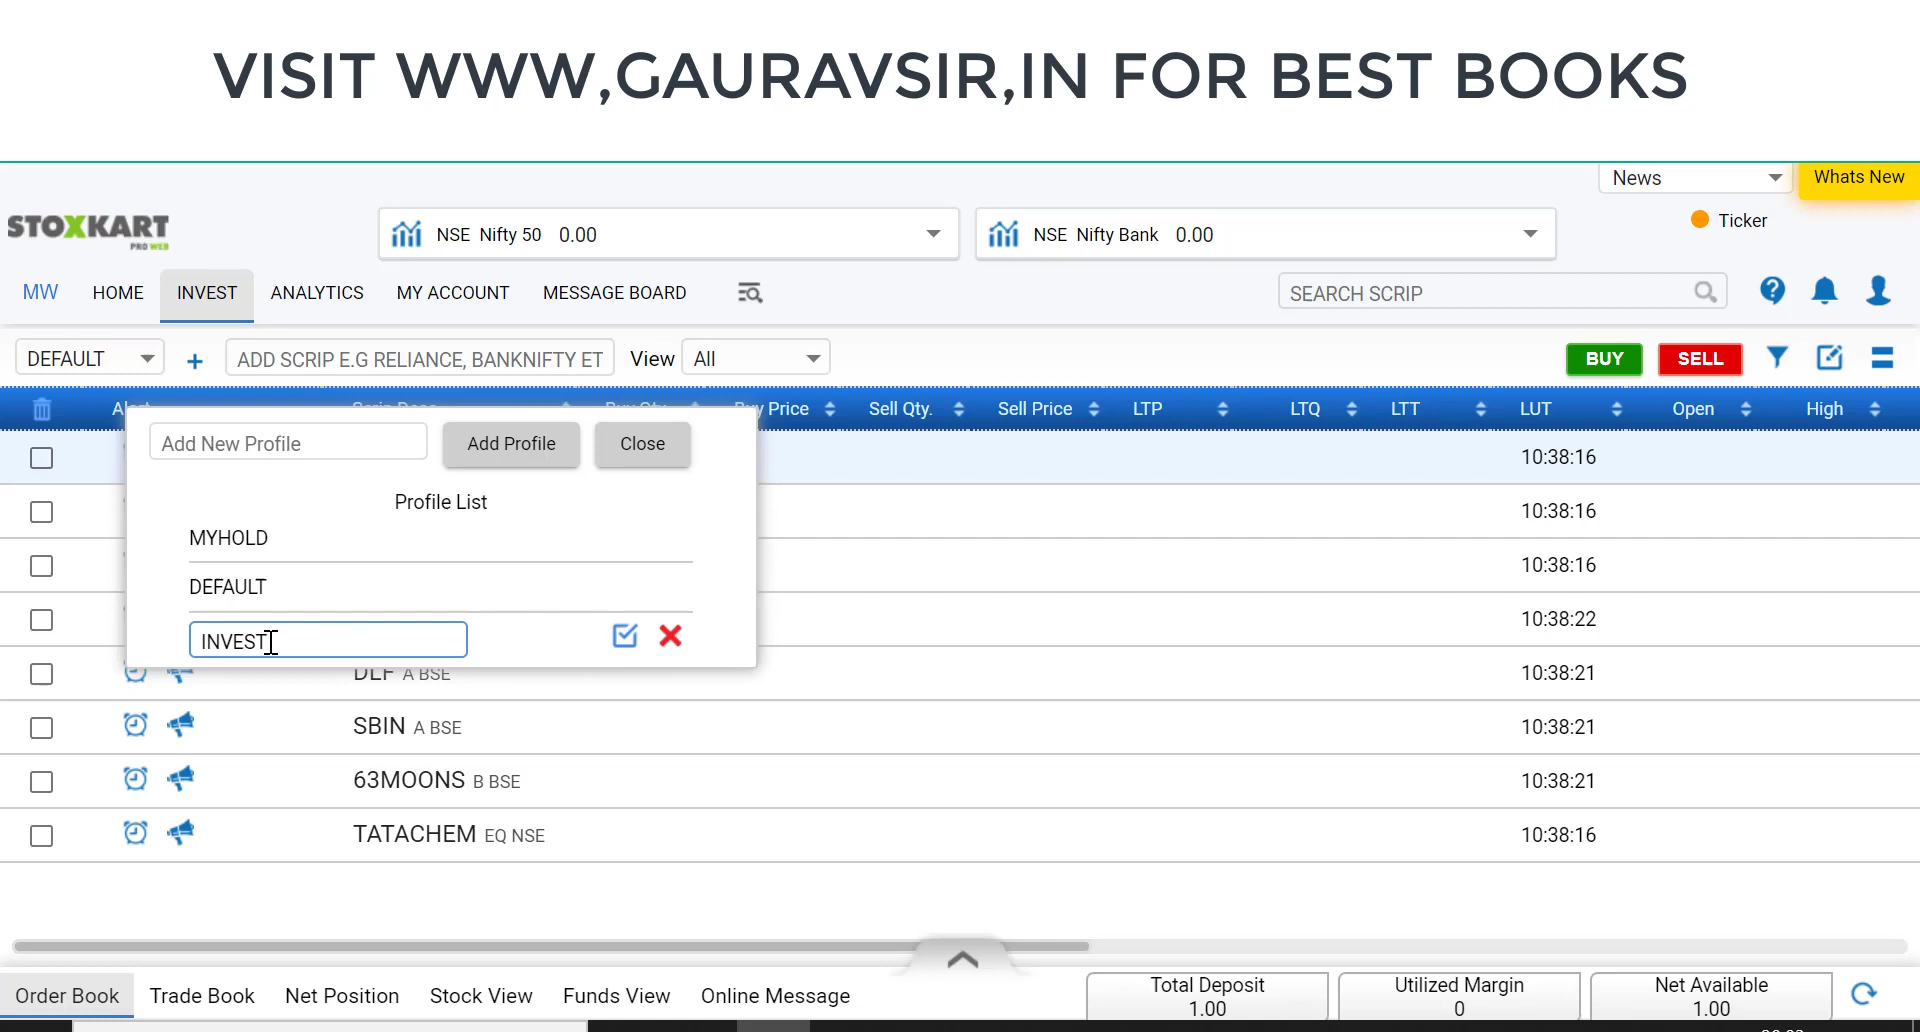 VISIT WWW,GAURAVSIR,IN FOR BEST BOOKS
News
Whats New
STOXKART
PRO WEB
NSE Nifty 50 0.00
NSE Nifty Bank 0.00
Ticker
MW HOME INVEST ANALYTICS MY ACCOUNT MESSAGE BOARD
SEARCH SCRIP
DEFAULT
+
ADD SCRIP E.G RELIANCE, BANKNIFTY ET
View All
BUY SELL
Price Sell Qty. Sell Price LTP LTQ LTT LUT Open High
Add New Profile Add Profile Close
10:38:16
Profile List
10:38:16
MYHOLD
10:38:16
DEFAULT
10:38:22
INVEST
DLF A BSE 10:38:21
SBIN A BSE 10:38:21
63MOONS B BSE 10:38:21
TATACHEM EQ NSE 10:38:16
Order Book Trade Book Net Position Stock View Funds View Online Message
Total Deposit
1.00
Utilized Margin
0
Net Available
1.00